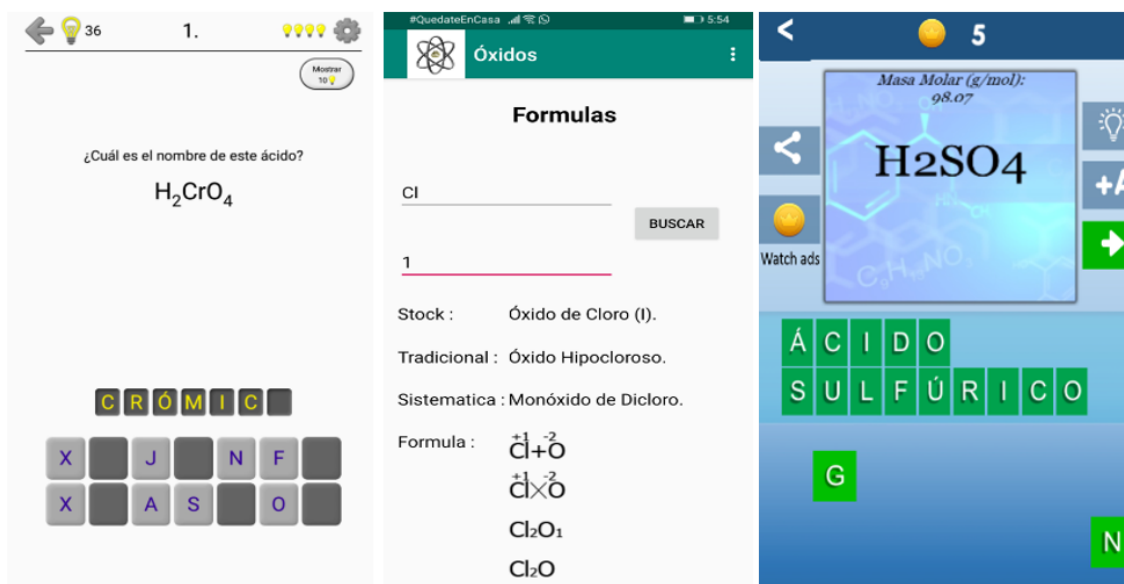 36
1.
Mostrar
10
¿Cuál es el nombre de este ácido?
H₂CrO₄
C R Ó M I C
X J N F
X A S O
#QuedateEnCasa 5:54
Óxidos
Formulas
Cl
BUSCAR
1
Stock : Óxido de Cloro (I).
Tradicional : Óxido Hipocloroso.
Sistematica : Monóxido de Dicloro.
Formula : +1 -2
Cl+O
+1 -2
Cl×O
Cl₂O₁
Cl₂O
< 5
Masa Molar (g/mol):
98.07
H2SO4
+A
Watch ads
ÁCIDO
SULFÚRICO
G
N